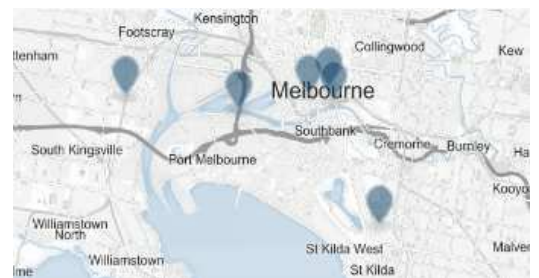 Kensington
Footscray
Collingwood
Kew
ttenham
Melbourne
Southbank
Cremorne
Burnley
Ha
South Kingsville
Port Melbourne
Kooyo
Williamstown
North
St Kilda West
Malver
Williamstown
St Kilda
me